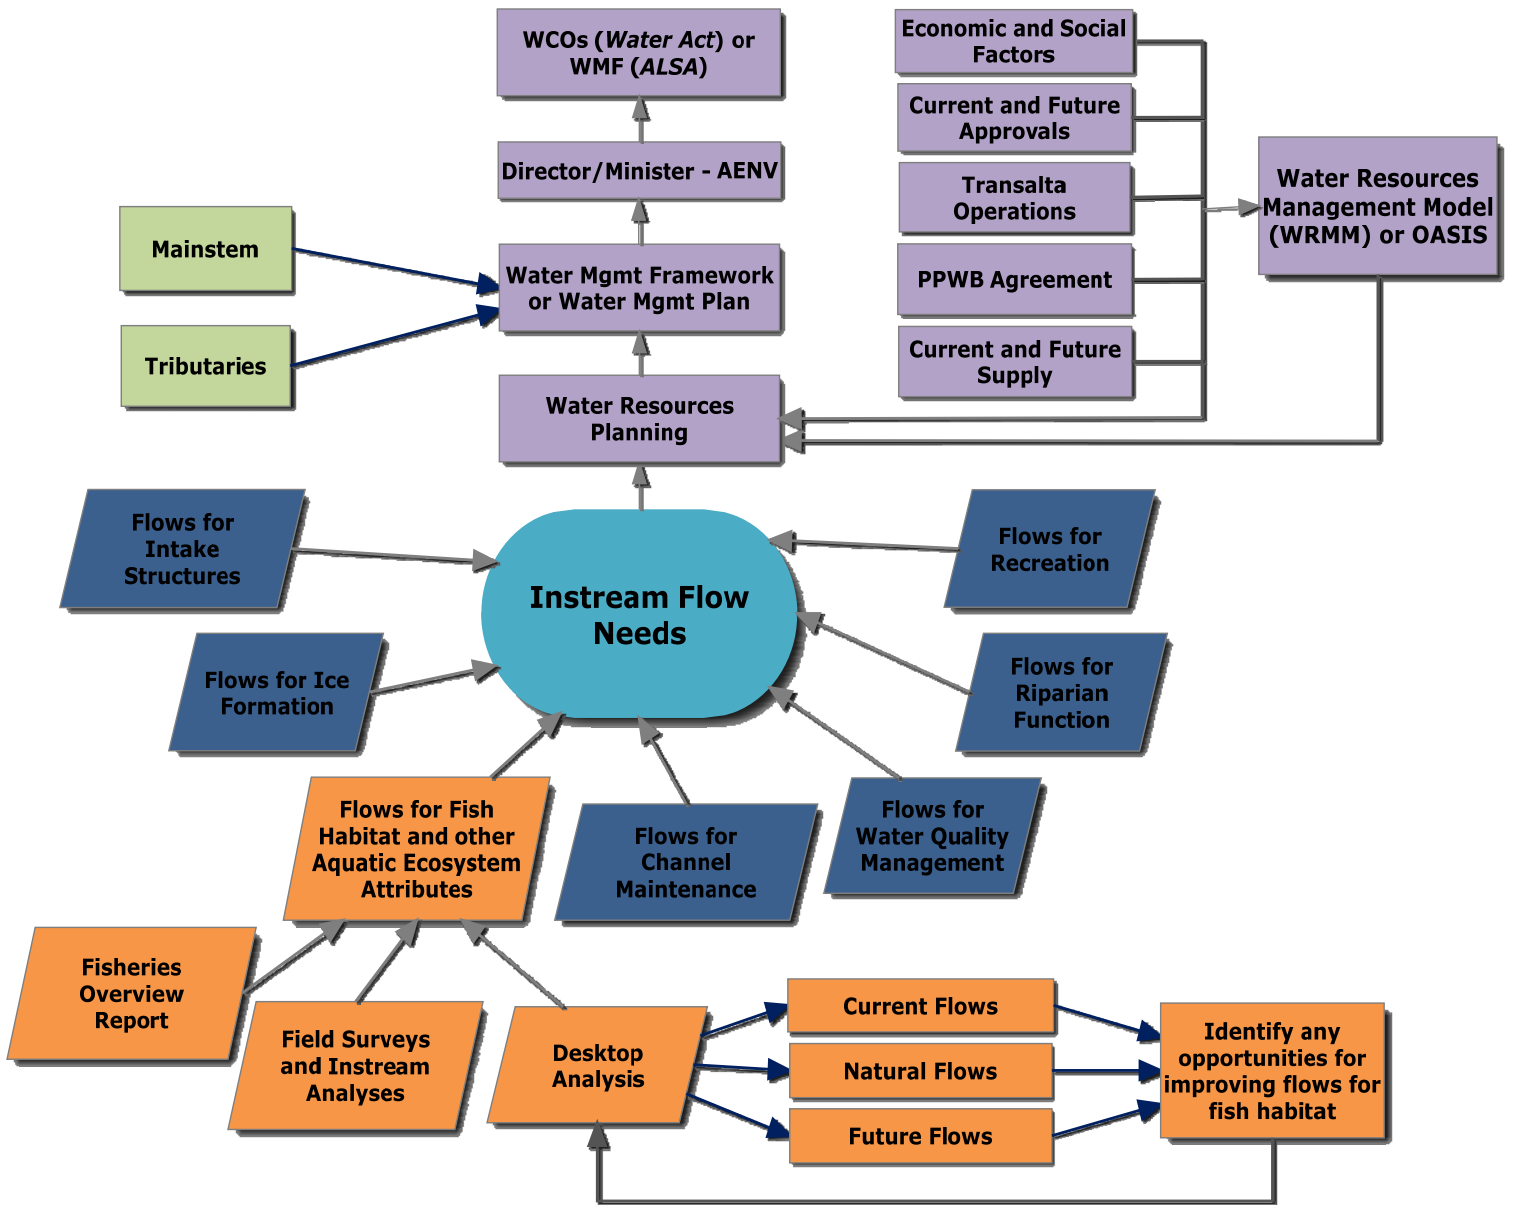 WCOs (Water Act) or
WMF (ALSA)
Director/Minister - AENV
Water Mgmt Framework
or Water Mgmt Plan
Water Resources
Planning
Mainstem
Tributaries
Economic and Social
Factors
Current and Future
Approvals
Transalta
Operations
PPWB Agreement
Current and Future
Supply
Water Resources
Management Model
(WRMM) or OASIS
Flows for
Intake
Structures
Flows for Ice
Formation
Instream Flow
Needs
Flows for
Recreation
Flows for
Riparian
Function
Flows for Fish
Habitat and other
Aquatic Ecosystem
Attributes
Flows for
Channel
Maintenance
Flows for
Water Quality
Management
Fisheries
Overview
Report
Field Surveys
and Instream
Analyses
Desktop
Analysis
Current Flows
Natural Flows
Future Flows
Identify any
opportunities for
improving flows for
fish habitat